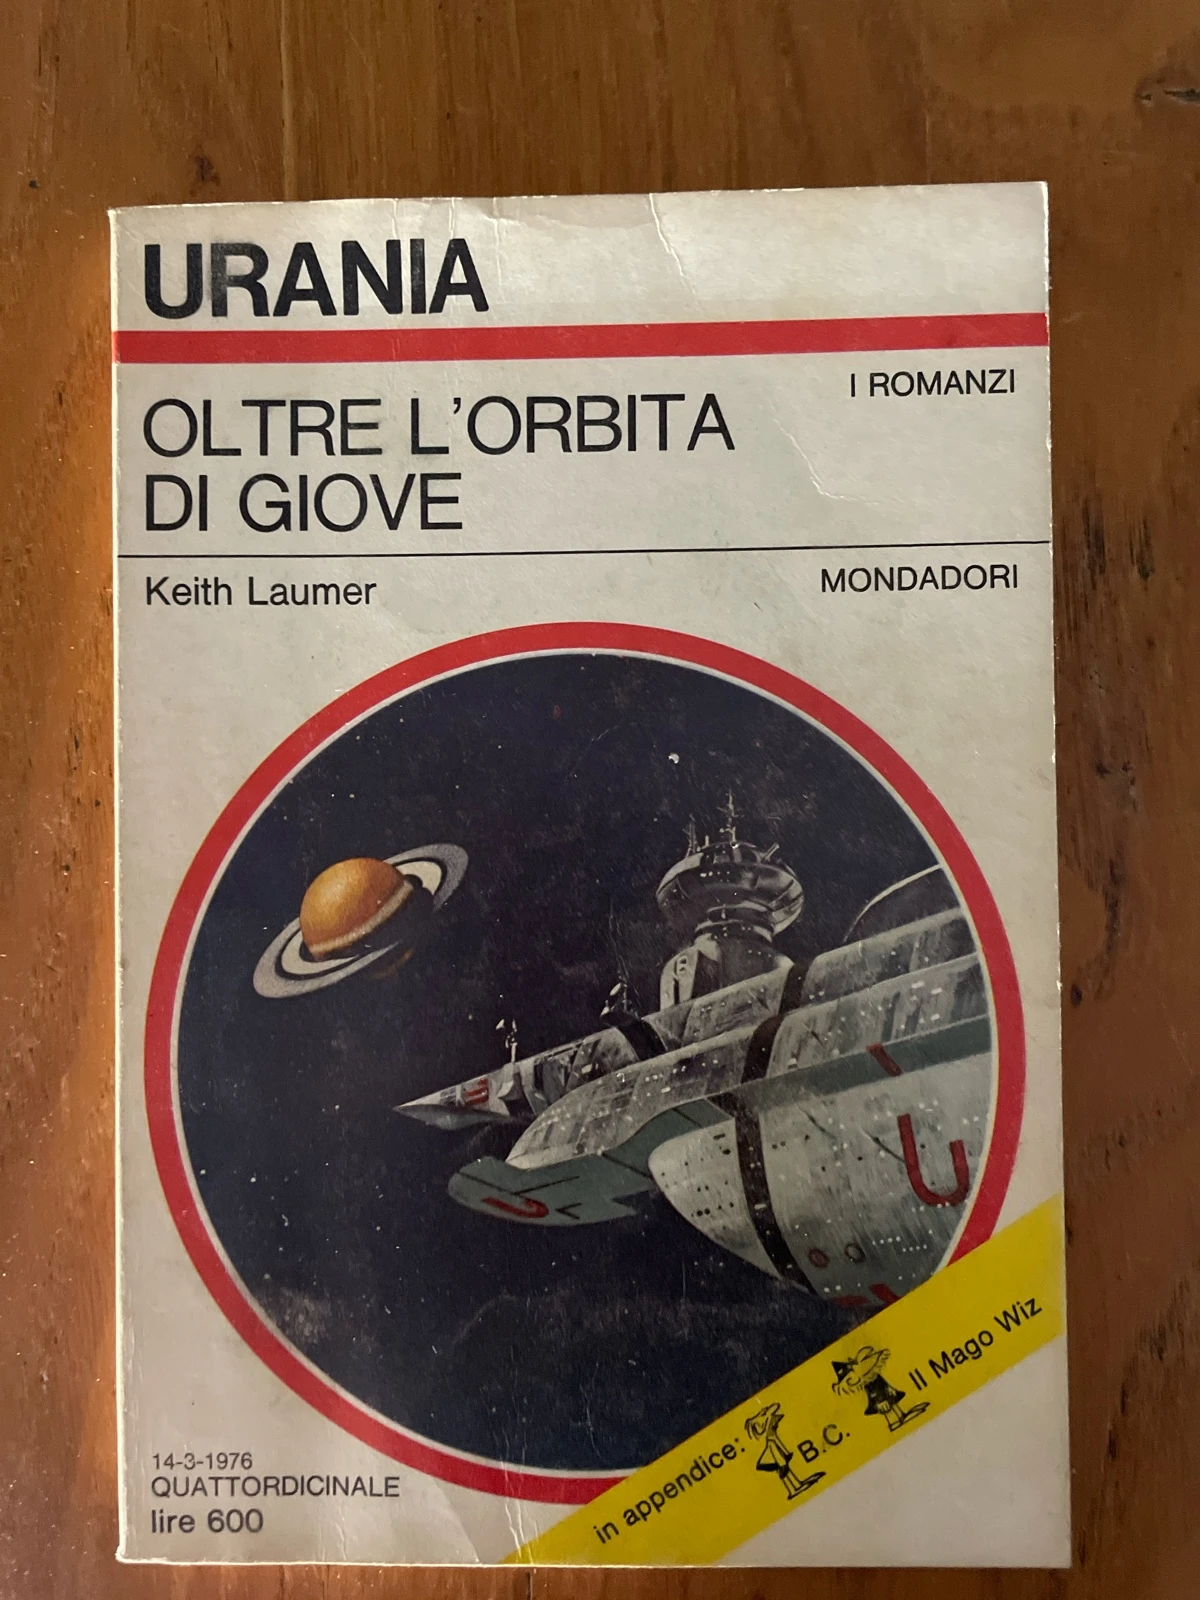 URANIA
I ROMANZI
OLTRE L'ORBITA
DI GIOVE
Keith Laumer
MONDADORI
U
U
14-3-1976
QUATTORDICINALE
lire 600
in appendice: B.C. Il Mago Wiz